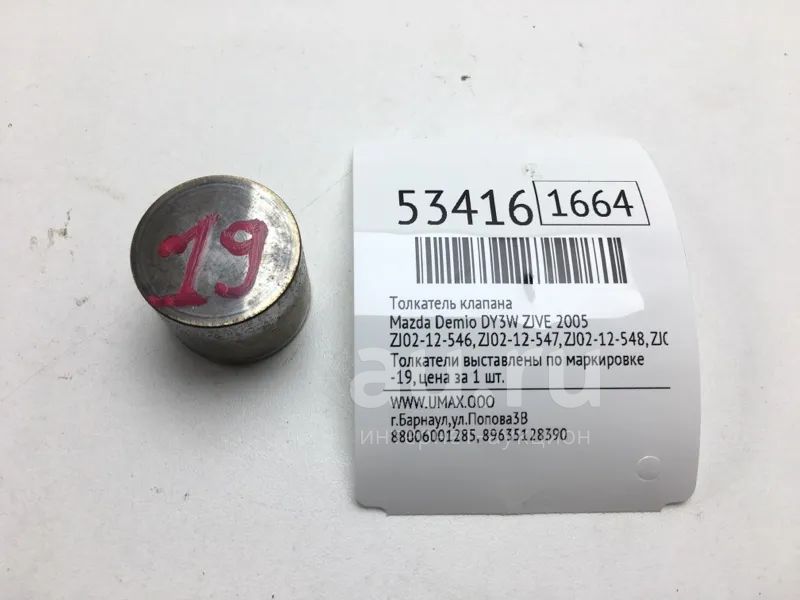 19
53416 1664
Толкатель клапана
Mazda Demio DY3W ZJVE 2005
ZJ02-12-546,ZJ02-12-547,ZJ02-12-548,ZJ0
Толкатели выставлены по маркировке
-19, цена за 1 шт.
WWW.UMAX.OOO
г.Барнаул,ул.Попова3В
88006001285, 89635128390